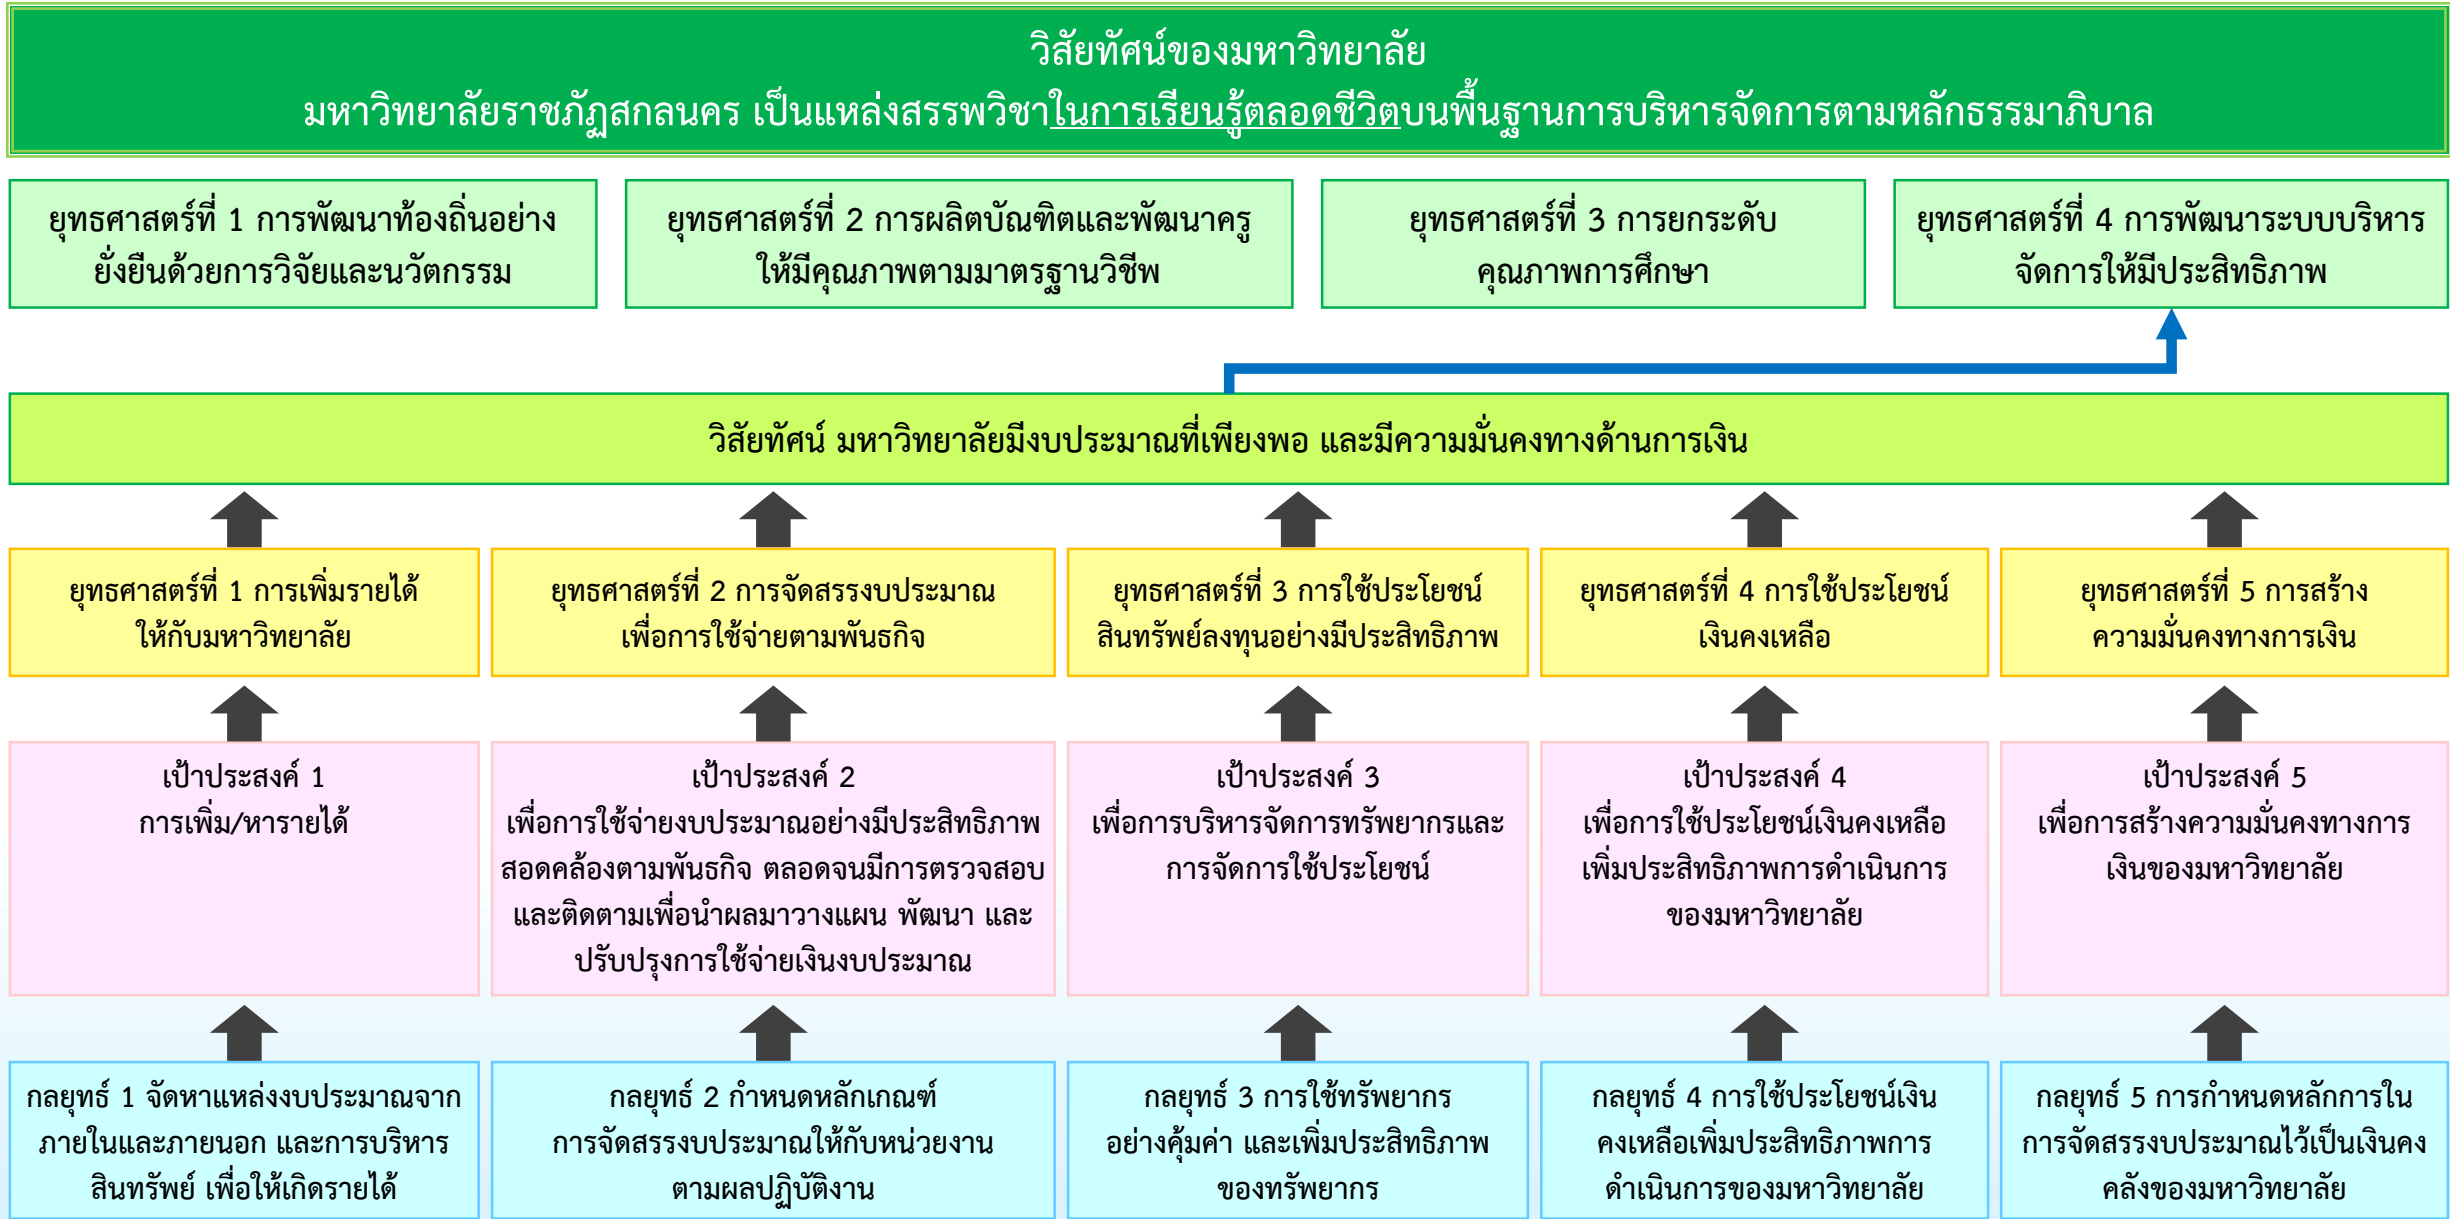 วิสัยทัศน์ของมหาวิทยาลัย
มหาวิทยาลัยราชภัฏสกลนคร เป็นแหล่งสรรพวิชาในการเรียนรู้ตลอดชีวิตบนพื้นฐานการบริหารจัดการตามหลักธรรมาภิบาล
ยุทธศาสตร์ที่ 1 การพัฒนาท้องถิ่นอย่าง
ยั่งยืนด้วยการวิจัยและนวัตกรรม
ยุทธศาสตร์ที่ 2 การผลิตบัณฑิตและพัฒนาครู
ให้มีคุณภาพตามมาตรฐานวิชีพ
ยุทธศาสตร์ที่ 3 การยกระดับ
คุณภาพการศึกษา
ยุทธศาสตร์ที่ 4 การพัฒนาระบบบริหาร
จัดการให้มีประสิทธิภาพ
วิสัยทัศน์ มหาวิทยาลัยมีงบประมาณที่เพียงพอ และมีความมั่นคงทางด้านการเงิน
ยุทธศาสตร์ที่ 1 การเพิ่มรายได้
ให้กับมหาวิทยาลัย
ยุทธศาสตร์ที่ 2 การจัดสรรงบประมาณ
เพื่อการใช้จ่ายตามพันธกิจ
ยุทธศาสตร์ที่ 3 การใช้ประโยชน์
สินทรัพย์ลงทุนอย่างมีประสิทธิภาพ
ยุทธศาสตร์ที่ 4 การใช้ประโยชน์
เงินคงเหลือ
ยุทธศาสตร์ที่ 5 การสร้าง
ความมั่นคงทางการเงิน
เป้าประสงค์ 1
การเพิ่ม/หารายได้
เป้าประสงค์ 2
เพื่อการใช้จ่ายงบประมาณอย่างมีประสิทธิภาพ
สอดคล้องตามพันธกิจ ตลอดจนมีการตรวจสอบ
และติดตามเพื่อนำผลมาวางแผน พัฒนา และ
ปรับปรุงการใช้จ่ายเงินงบประมาณ
เป้าประสงค์ 3
เพื่อการบริหารจัดการทรัพยากรและ
การจัดการใช้ประโยชน์
เป้าประสงค์ 4
เพื่อการใช้ประโยชน์เงินคงเหลือ
เพิ่มประสิทธิภาพการดำเนินการ
ของมหาวิทยาลัย
เป้าประสงค์ 5
เพื่อการสร้างความมั่นคงทางการ
เงินของมหาวิทยาลัย
กลยุทธ์ 1 จัดหาแหล่งงบประมาณจาก
ภายในและภายนอก และการบริหาร
สินทรัพย์ เพื่อให้เกิดรายได้
กลยุทธ์ 2 กำหนดหลักเกณฑ์
การจัดสรรงบประมาณให้กับหน่วยงาน
ตามผลปฏิบัติงาน
กลยุทธ์ 3 การใช้ทรัพยากร
อย่างคุ้มค่า และเพิ่มประสิทธิภาพ
ของทรัพยากร
กลยุทธ์ 4 การใช้ประโยชน์เงิน
คงเหลือเพิ่มประสิทธิภาพการ
ดำเนินการของมหาวิทยาลัย
กลยุทธ์ 5 การกำหนดหลักการใน
การจัดสรรงบประมาณไว้เป็นเงินคง
คลังของมหาวิทยาลัย